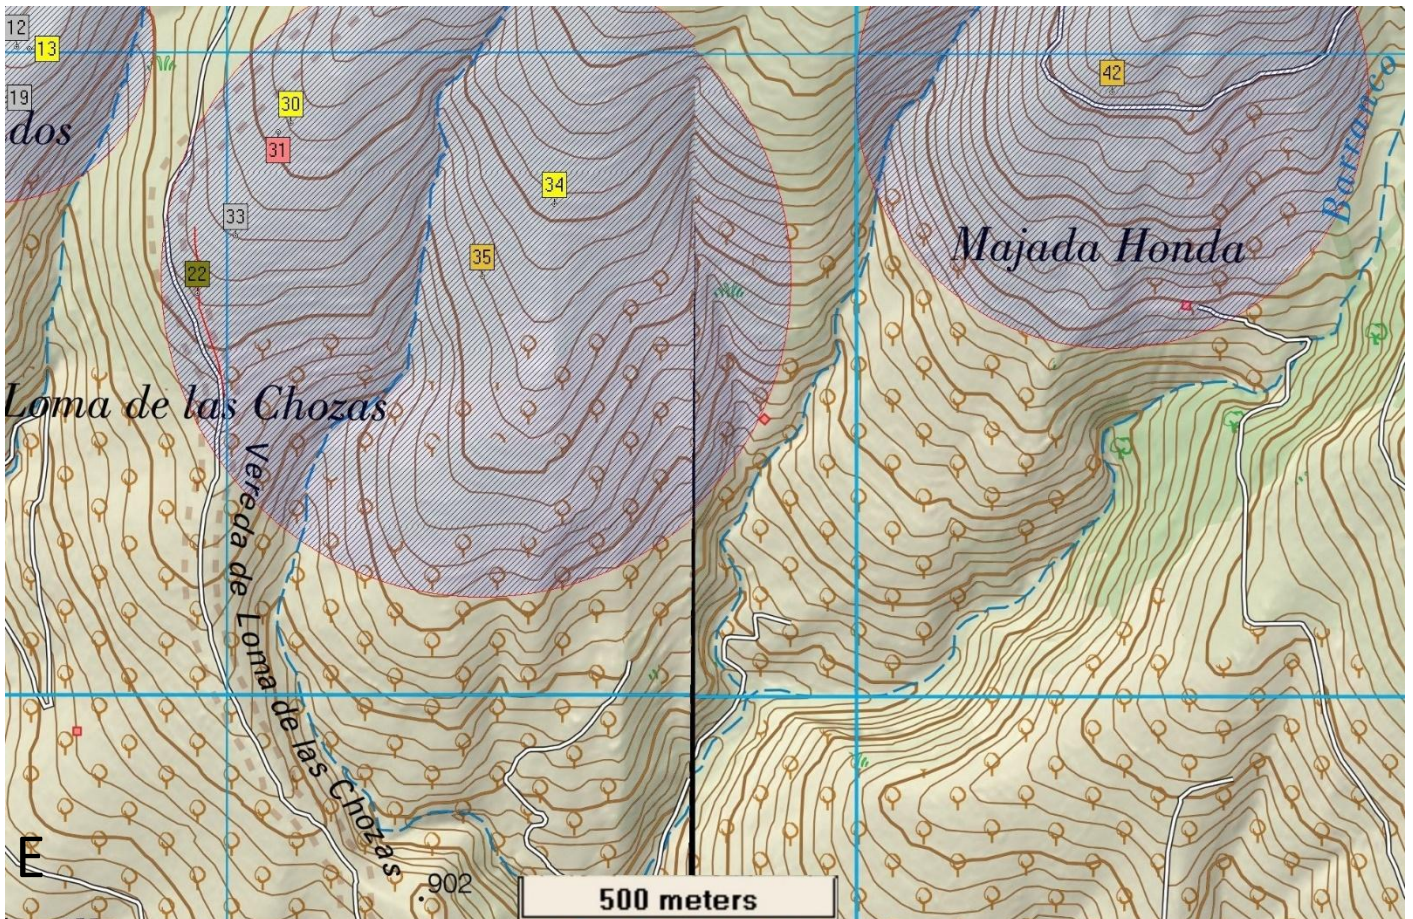 12
13
42
19
30
dos
31
34
33
Barranco
Majada Honda
35
22
Loma de las Chozas
Vereda de Loma de las Chozas
E
902
500 meters